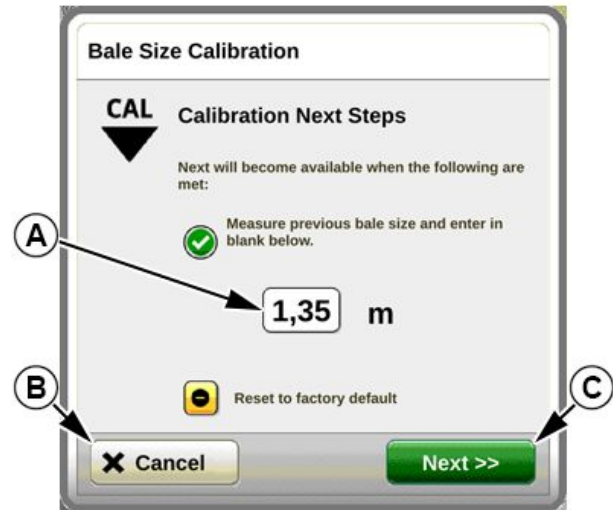 Bale Size Calibration
CAL
Calibration Next Steps
Next will become available when the following are
met:
Measure previous bale size and enter in
blank below.
A
1,35 m
B
C
Reset to factory default
Cancel
Next >>